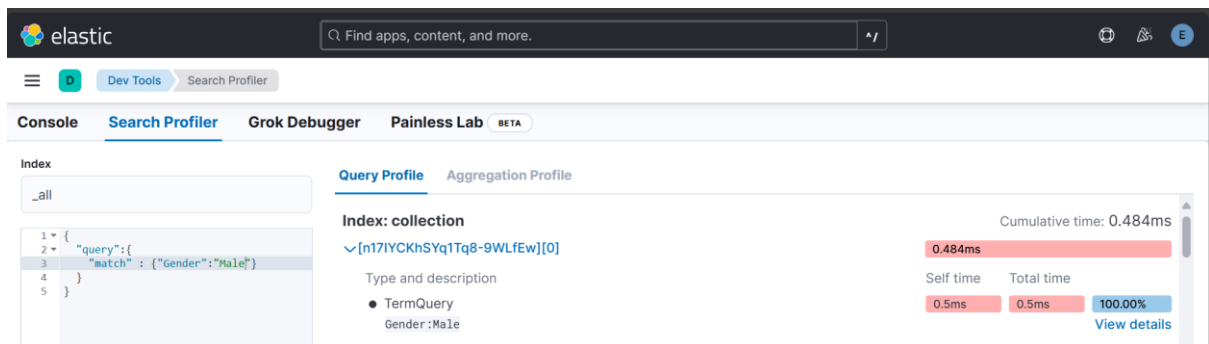 elastic
Find apps, content, and more.
^/
E
D
Dev Tools
Search Profiler
Console
Search Profiler
Grok Debugger
Painless Lab
BETA
Index
_all
1 {
2 "query":{
3 "match" : {"Gender":"Male"}
4 }
5 }
Query Profile
Aggregation Profile
Index: collection
Cumulative time: 0.484ms
[n17IYCKhSYq1Tq8-9WLfEw][0]
0.484ms
Type and description
Self time
Total time
TermQuery
0.5ms
0.5ms
100.00%
Gender:Male
View details